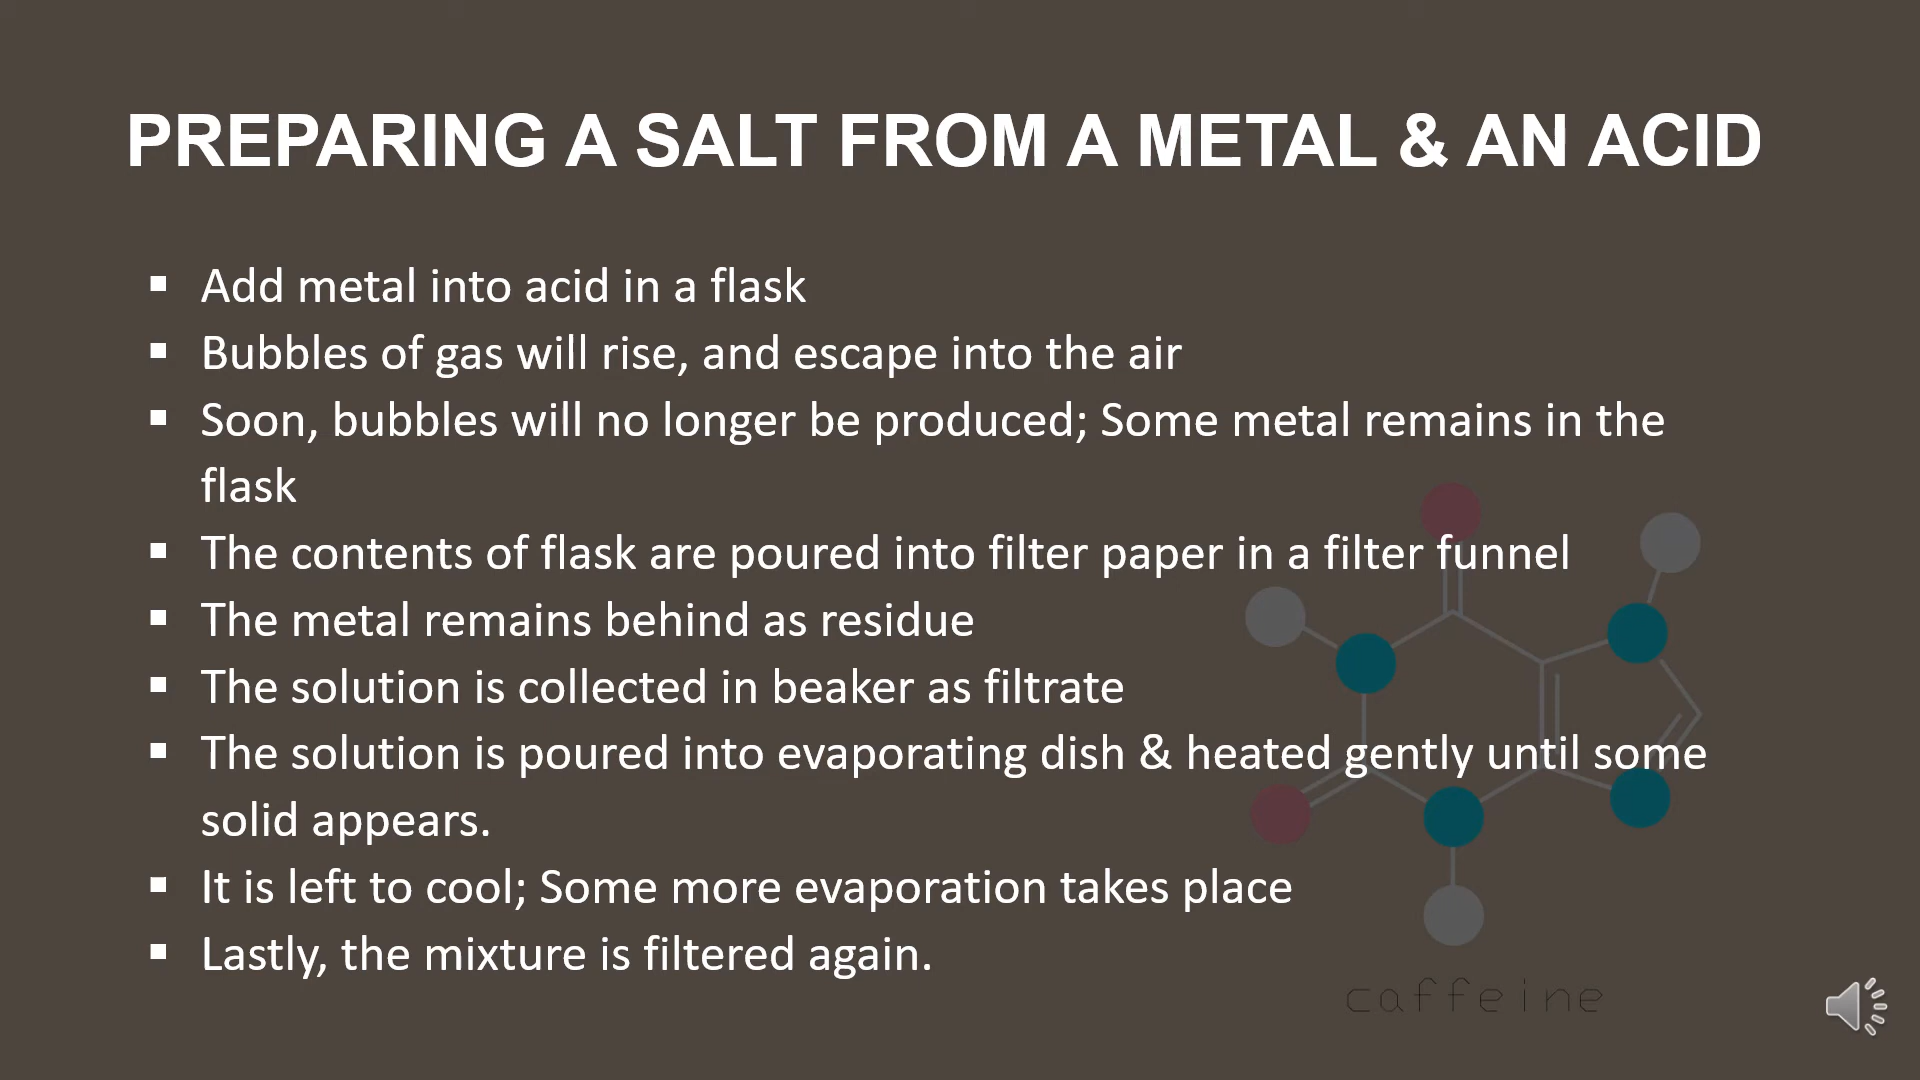 PREPARING A SALT FROM A METAL & AN ACID
▪ Add metal into acid in a flask
▪ Bubbles of gas will rise, and escape into the air
▪ Soon, bubbles will no longer be produced; Some metal remains in the
flask
▪ The contents of flask are poured into filter paper in a filter funnel
▪ The metal remains behind as residue
▪ The solution is collected in beaker as filtrate
▪ The solution is poured into evaporating dish & heated gently until some
solid appears.
▪ It is left to cool; Some more evaporation takes place
▪ Lastly, the mixture is filtered again.
caffeine